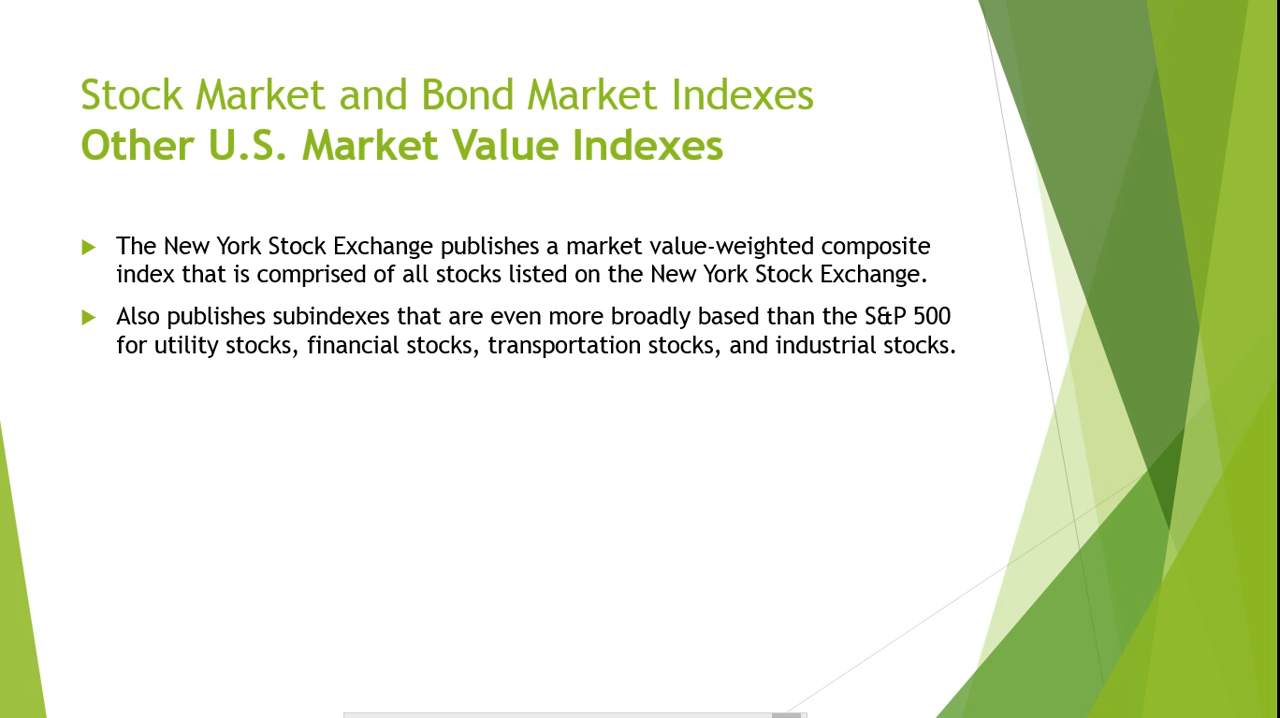 Stock Market and Bond Market Indexes
Other U.S. Market Value Indexes
The New York Stock Exchange publishes a market value-weighted composite
index that is comprised of all stocks listed on the New York Stock Exchange.
Also publishes subindexes that are even more broadly based than the S&P 500
for utility stocks, financial stocks, transportation stocks, and industrial stocks.